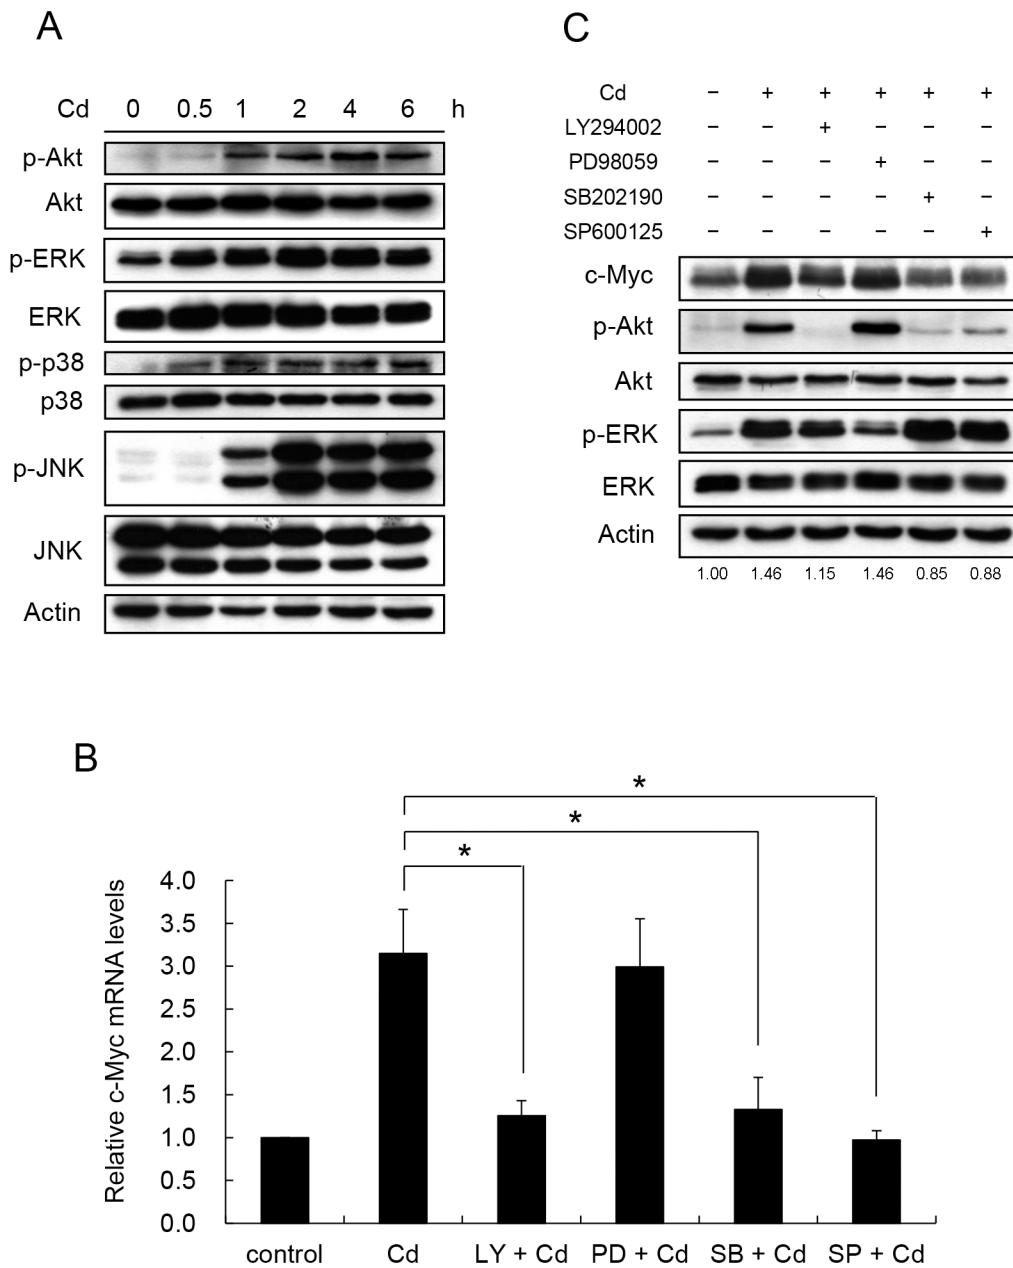 A
Cd 0 0.5 1 2 4 6 h
p-Akt
Akt
p-ERK
ERK
p-p38
p38
p-JNK
JNK
Actin
C
Cd – + + + + +
LY294002 – – + – – –
PD98059 – – – + – –
SB202190 – – – – + –
SP600125 – – – – – +
c-Myc
p-Akt
Akt
p-ERK
ERK
Actin
1.00 1.46 1.15 1.46 0.85 0.88
B
*
*
*
Relative c-Myc mRNA levels
4.0
3.5
3.0
2.5
2.0
1.5
1.0
0.5
0.0
control Cd LY + Cd PD + Cd SB + Cd SP + Cd